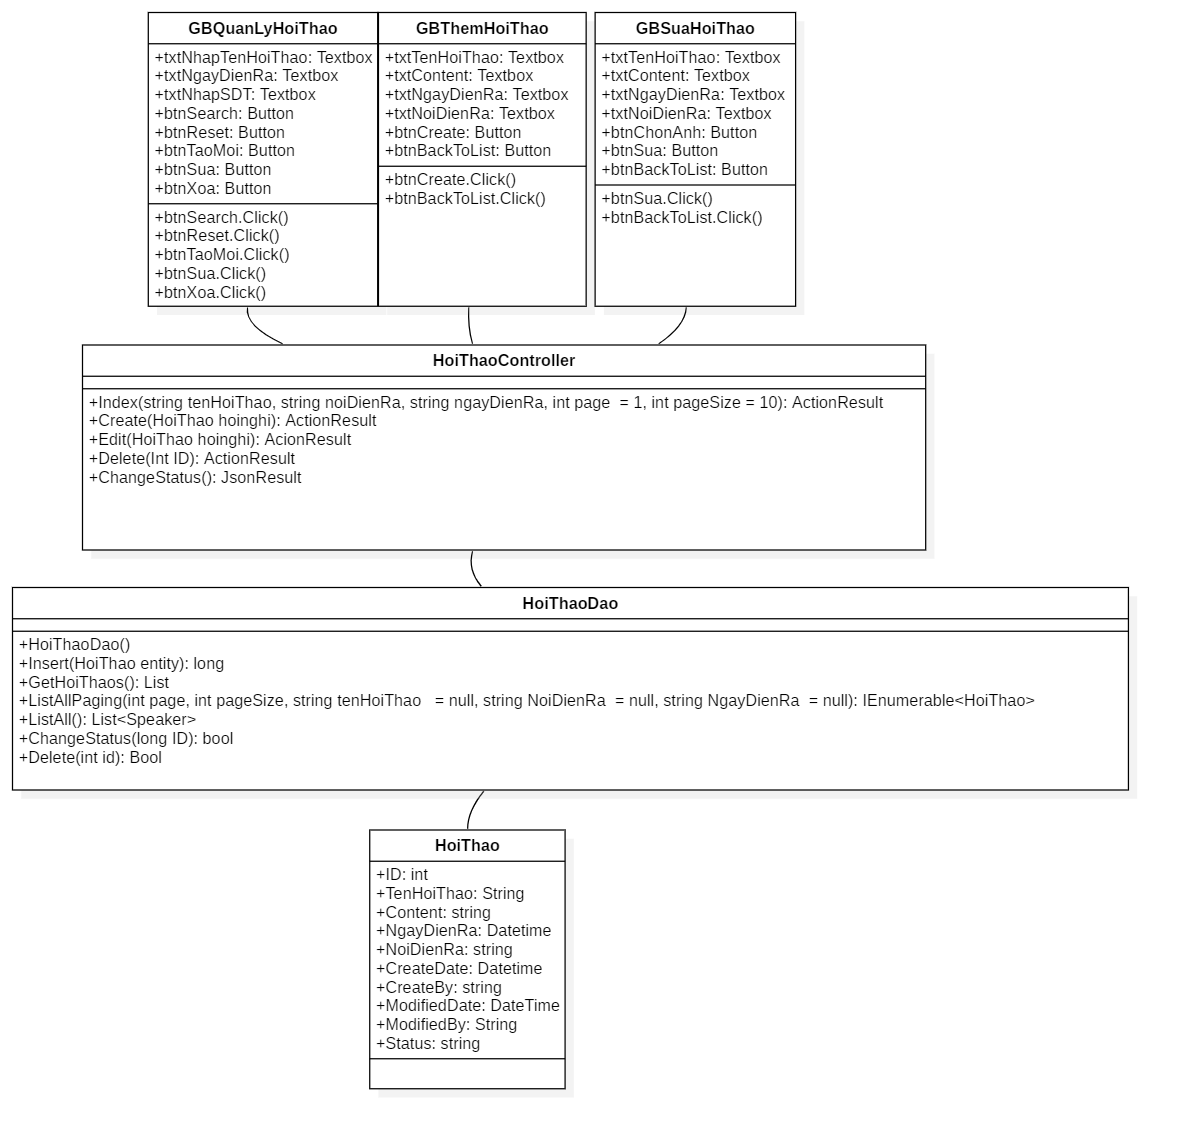 GBQuanLyHoiThao
+txtNhapTenHoiThao: Textbox
+txtNgayDienRa: Textbox
+txtNhapSDT: Textbox
+btnSearch: Button
+btnReset: Button
+btnTaoMoi: Button
+btnSua: Button
+btnXoa: Button
+btnSearch.Click()
+btnReset.Click()
+btnTaoMoi.Click()
+btnSua.Click()
+btnXoa.Click()
GBThemHoiThao
+txtTenHoiThao: Textbox
+txtContent: Textbox
+txtNgayDienRa: Textbox
+txtNoiDienRa: Textbox
+btnCreate: Button
+btnBackToList: Button
+btnCreate.Click()
+btnBackToList.Click()
GBSuaHoiThao
+txtTenHoiThao: Textbox
+txtContent: Textbox
+txtNgayDienRa: Textbox
+txtNoiDienRa: Textbox
+btnChonAnh: Button
+btnSua: Button
+btnBackToList: Button
+btnSua.Click()
+btnBackToList.Click()
HoiThaoController
+Index(string tenHoiThao, string noiDienRa, string ngayDienRa, int page  = 1, int pageSize = 10): ActionResult
+Create(HoiThao hoinghi): ActionResult
+Edit(HoiThao hoinghi): AcionResult
+Delete(Int ID): ActionResult
+ChangeStatus(): JsonResult
HoiThaoDao
+HoiThaoDao()
+Insert(HoiThao entity): long
+GetHoiThaos(): List
+ListAllPaging(int page, int pageSize, string tenHoiThao   = null, string NoiDienRa  = null, string NgayDienRa  = null): IEnumerable<HoiThao>
+ListAll(): List<Speaker>
+ChangeStatus(long ID): bool
+Delete(int id): Bool
HoiThao
+ID: int
+TenHoiThao: String
+Content: string
+NgayDienRa: Datetime
+NoiDienRa: string
+CreateDate: Datetime
+CreateBy: string
+ModifiedDate: DateTime
+ModifiedBy: String
+Status: string